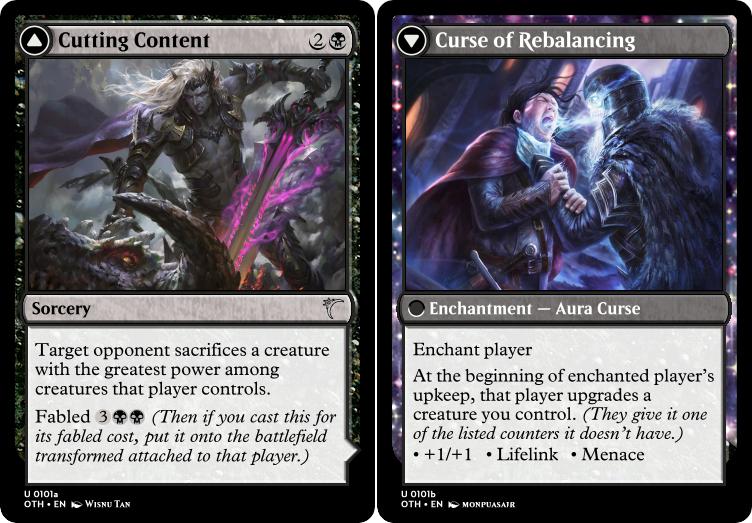 Cutting Content 2
Sorcery
Target opponent sacrifices a creature
with the greatest power among
creatures that player controls.
Fabled 3 (Then if you cast this for
its fabled cost, put it onto the battlefield
transformed attached to that player.)
U 0101a
OTH • EN Wisnu Tan
Curse of Rebalancing
Enchantment — Aura Curse
Enchant player
At the beginning of enchanted player's
upkeep, that player upgrades a
creature you control. (They give it one
of the listed counters it doesn't have.)
• +1/+1 • Lifelink • Menace
U 0101b
OTH • EN monpuasajr